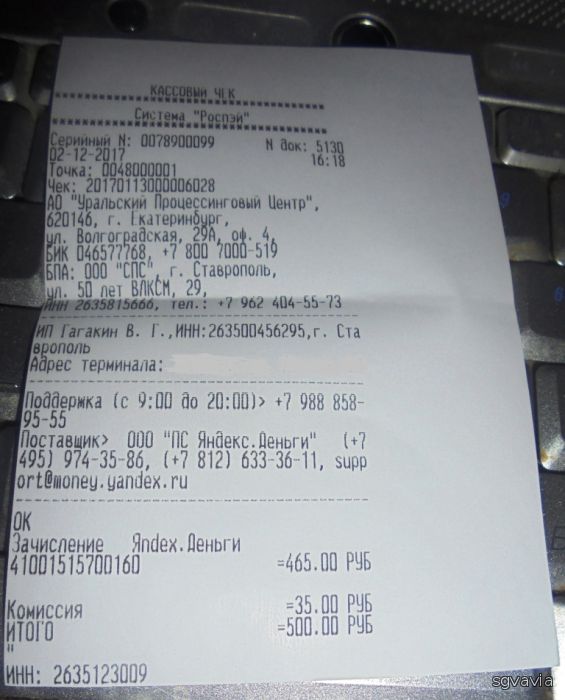 КАССОВЫЙ ЧЕК
Система "Роспэй"
Серийный N: 0078900099 N док: 5130
02-12-2017 16:18
Точка: 0048000001
Чек: 20170113000006028
АО "Уральский Процессинговый Центр",
620146, г. Екатеринбург,
ул. Волгоградская, 29А, оф. 4,
БИК 046577768, +7 800 7000-519
БПА: ООО "СПС", г. Ставрополь,
ул. 50 лет ВЛКСМ, 29,
ИНН 2635815666, тел.: +7 962 404-55-73
ИП Гагакин В. Г.,ИНН:263500456295,г. Ста
врополь
Адрес терминала:
Поддержка (с 9:00 до 20:00)> +7 988 858-
95-55
Поставщик> ООО "ПС Яндекс.Деньги" (+7
495) 974-35-86, (+7 812) 633-36-11, supp
ort@money.yandex.ru
ОК
Зачисление Яndex.Деньги
41001515700160 =465.00 РУБ
Комиссия =35.00 РУБ
ИТОГО =500.00 РУБ
"
ИНН: 2635123009
sgvavia